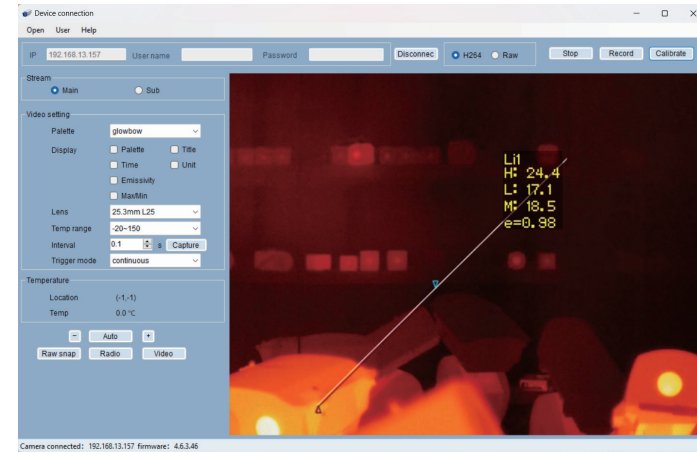 Device connection
Open User Help
IP 192.168.13.157 User name Password Disconnec H264 Raw Stop Record Calibrate
Stream
Main Sub
Video setting
Palette glowbow
Display Palette Title
Time Unit
Emissivity
Max/Min
Lens 25.3mm L25
Temp range -20~150
Interval 0.1 s Capture
Trigger mode continuous
Temperature
Location (-1,-1)
Temp 0.0 ℃
- Auto +
Raw snap Radio Video
Li1
H: 24.4
L: 17.1
M: 18.5
e=0.98
Camera connected: 192.168.13.157 firmware: 4.6.3.46